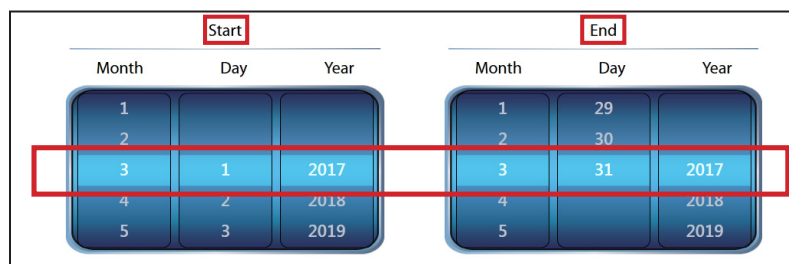 Start End
Month Day Year Month Day Year
1 1 29
2 2 30
3 1 2017 3 31 2017
4 2 2018 4 2018
5 3 2019 5 2019